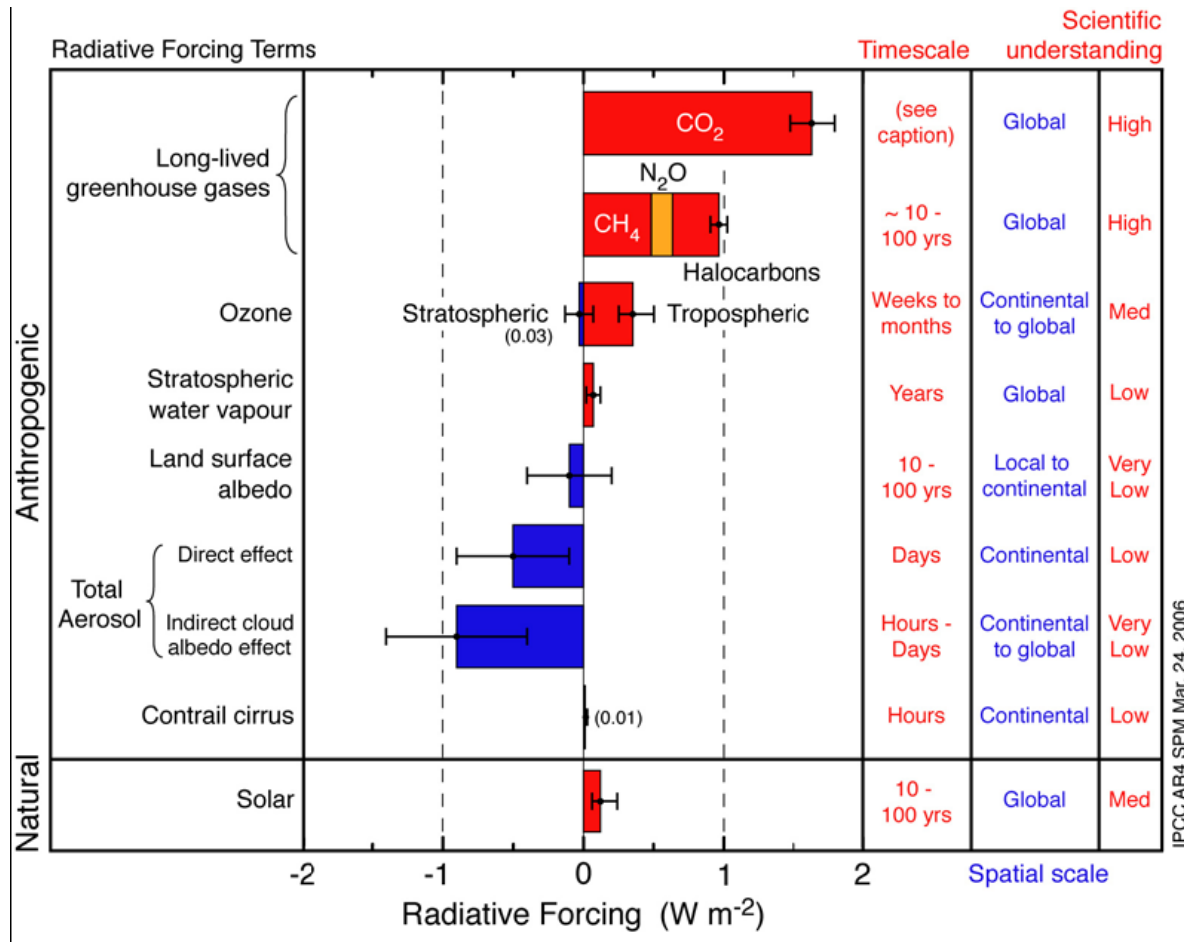 Radiative Forcing Terms
Timescale
Scientific
understanding
Anthropogenic
Long-lived
greenhouse gases
CO2
(see
caption)
Global
High
N2O
CH4
Halocarbons
~ 10 -
100 yrs
Global
High
Ozone
Stratospheric
(0.03)
Tropospheric
Weeks to
months
Continental
to global
Med
Stratospheric
water vapour
Years
Global
Low
Land surface
albedo
10 -
100 yrs
Local to
continental
Very
Low
Total
Aerosol
Direct effect
Days
Continental
Low
Indirect cloud
albedo effect
Hours -
Days
Continental
to global
Very
Low
Contrail cirrus
(0.01)
Hours
Continental
Low
Natural
Solar
10 -
100 yrs
Global
Med
-2 -1 0 1 2
Spatial scale
Radiative Forcing (W m-2)
IPCC AR4 SPM Mar. 24, 2006